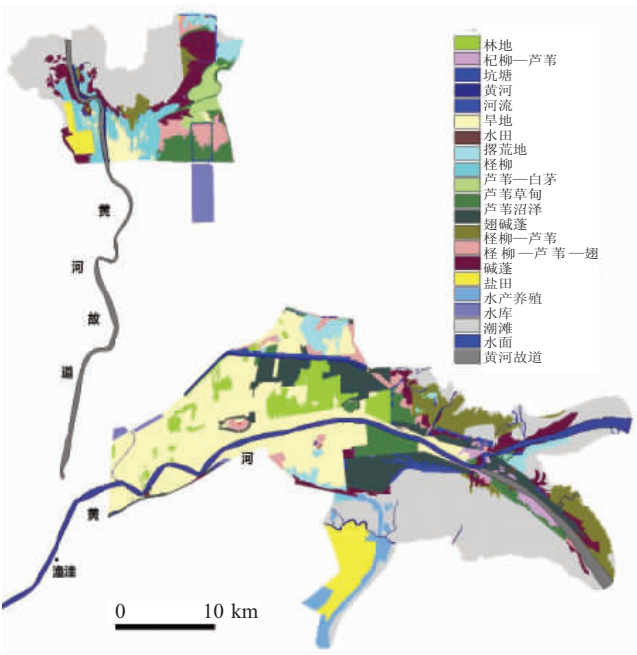 林地
杞柳—芦苇
坑塘
黄河
河流
旱地
水田
撂荒地
柽柳
芦苇—白茅
芦苇草甸
芦苇沼泽
翅碱蓬
柽柳—芦苇
柽柳—芦苇—翅
碱蓬
盐田
水产养殖
水库
潮滩
水面
黄河故道
黄
河
故
道
河
黄
渔洼
0 10 km